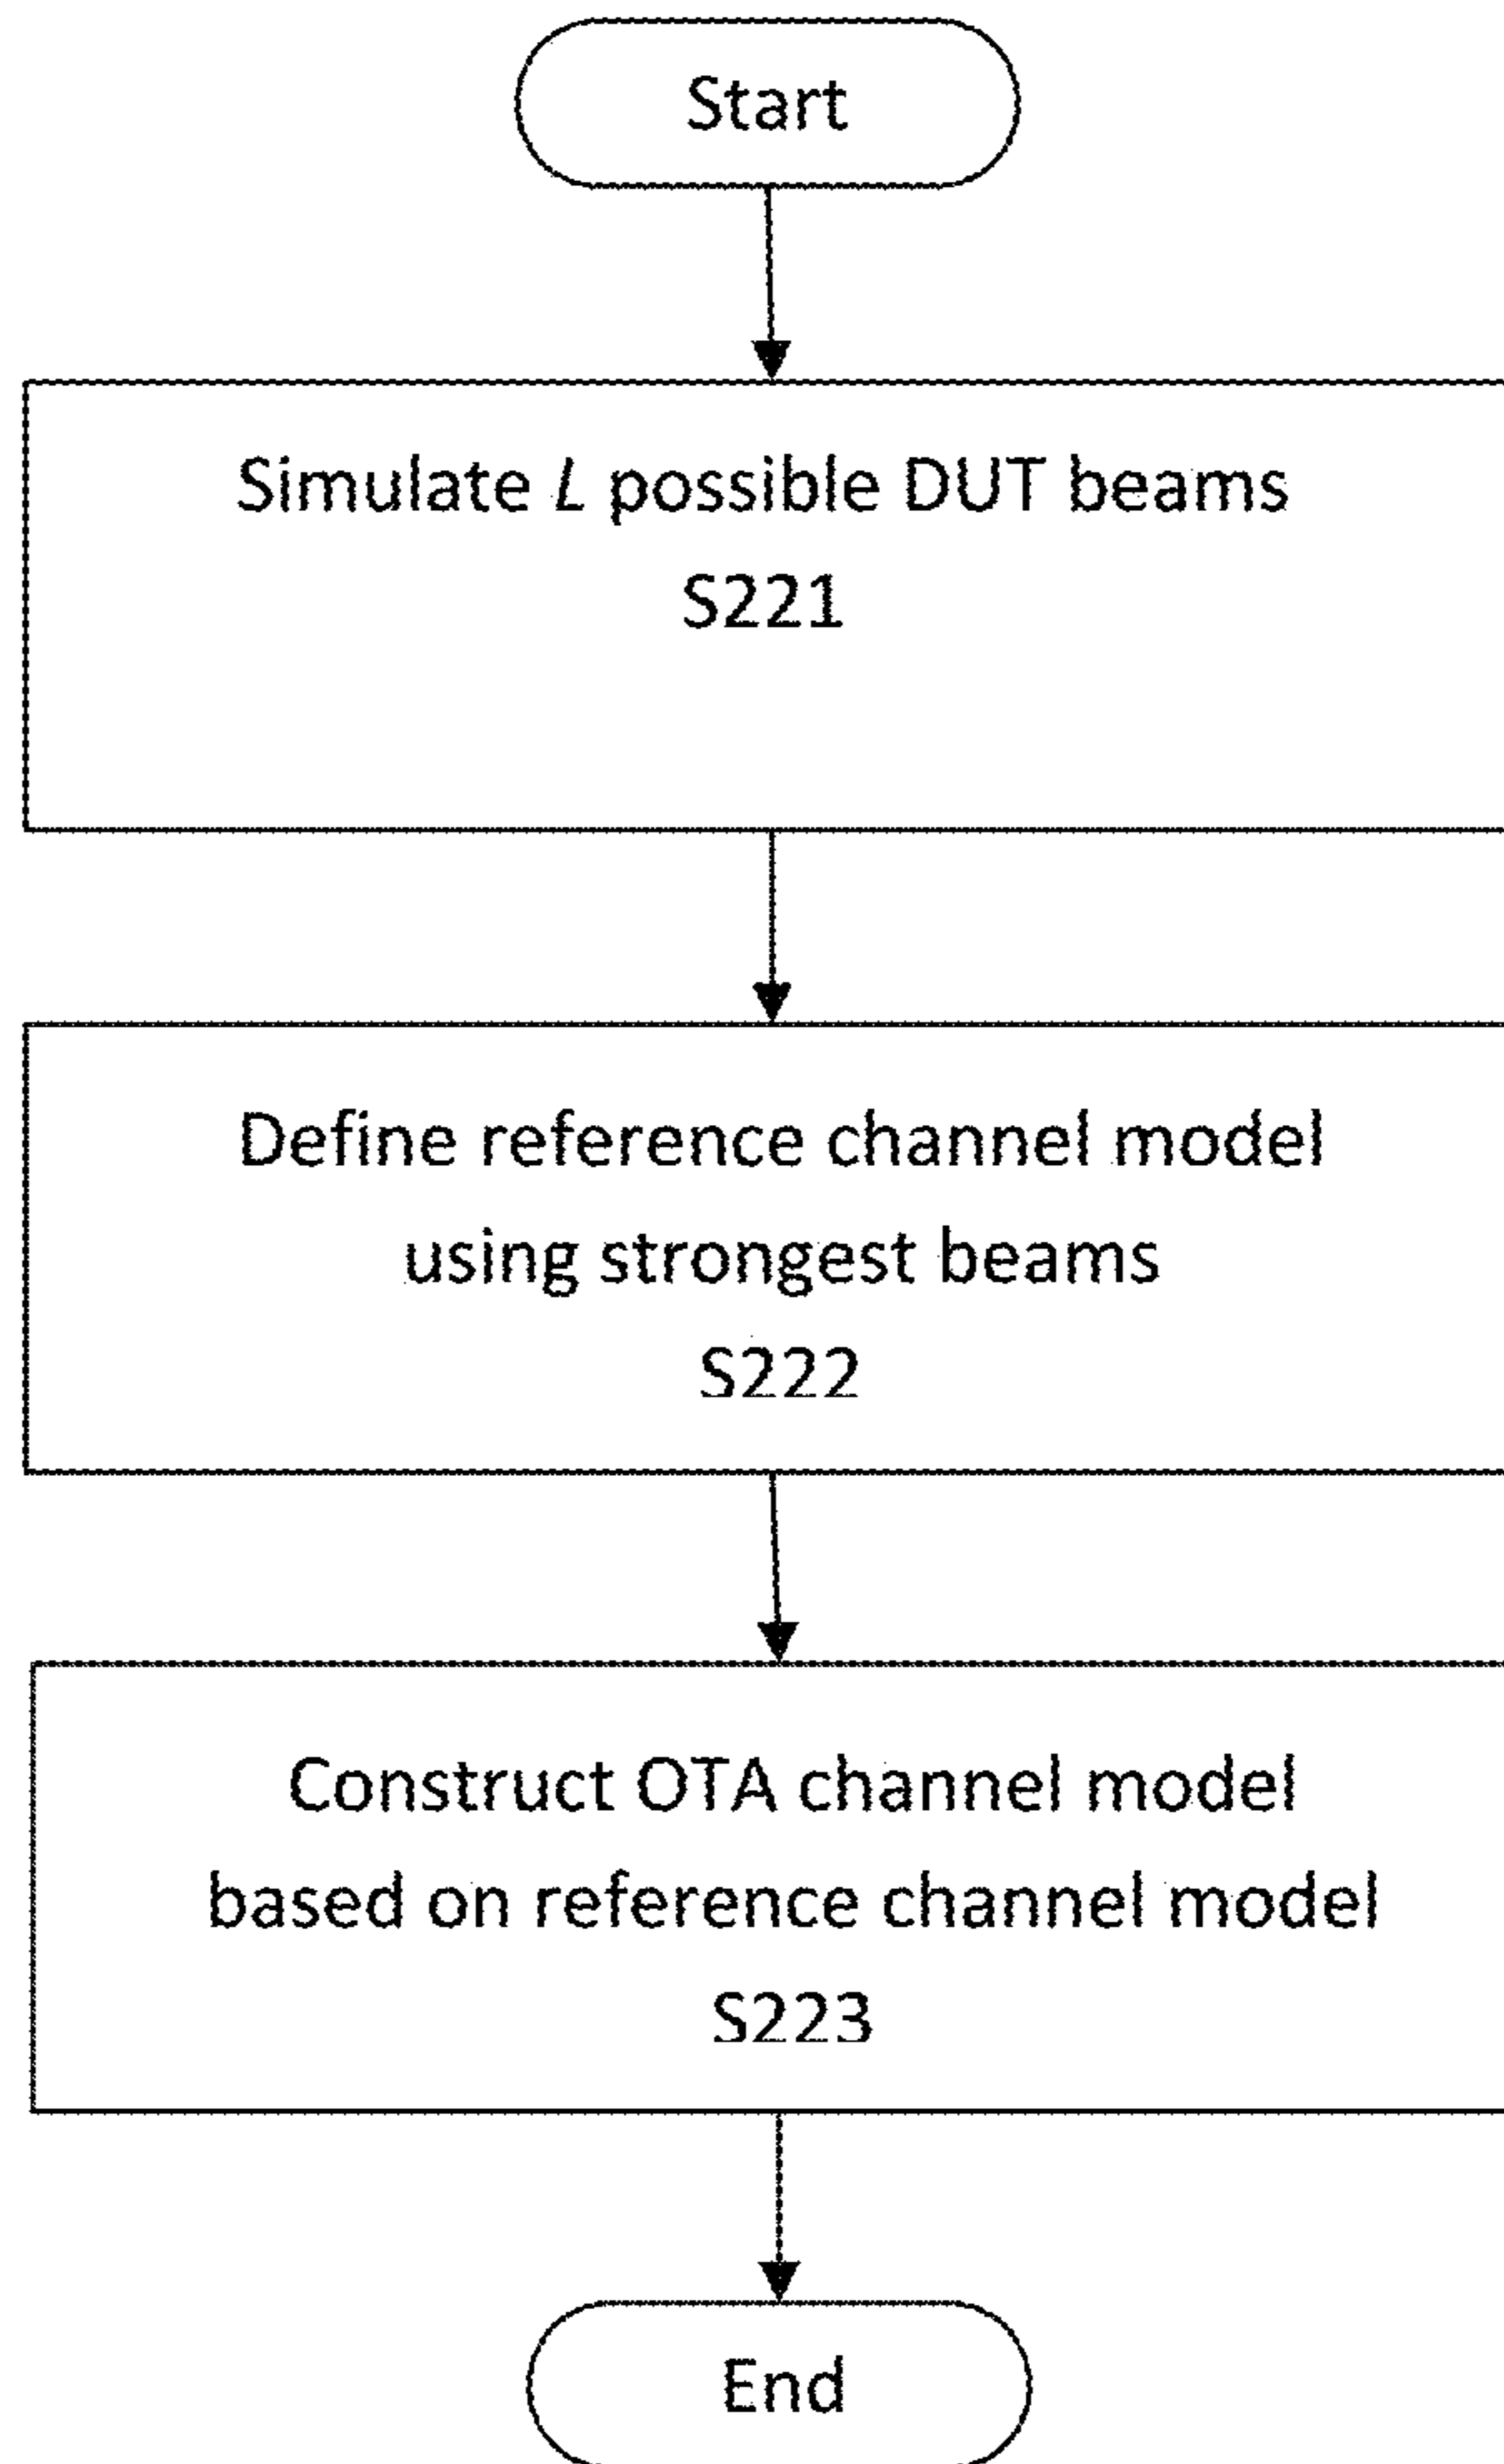 Start
Simulate L possible DUT beams
S221
Define reference channel model
using strongest beams
S222
Construct OTA channel model
based on reference channel model
S223
End